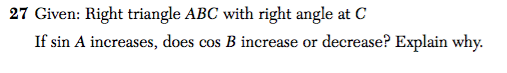 27 Given: Right triangle ABC with right angle at C
If sin A increases, does cos B increase or decrease? Explain why.